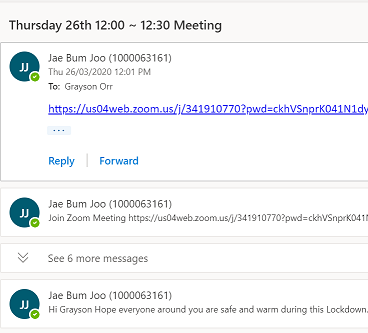 Thursday 26th 12:00 ~ 12:30 Meeting
JJ
Jae Bum Joo (1000063161)
Thu 26/03/2020 12:01 PM
To: Grayson Orr
https://us04web.zoom.us/j/341910770?pwd=ckhVSnprK041N1dy
...
Reply Forward
JJ
Jae Bum Joo (1000063161)
Join Zoom Meeting https://us04web.zoom.us/j/341910770?pwd=ckhVSnprK041
See 6 more messages
JJ
Jae Bum Joo (1000063161)
Hi Grayson Hope everyone around you are safe and warm during this Lockdown.